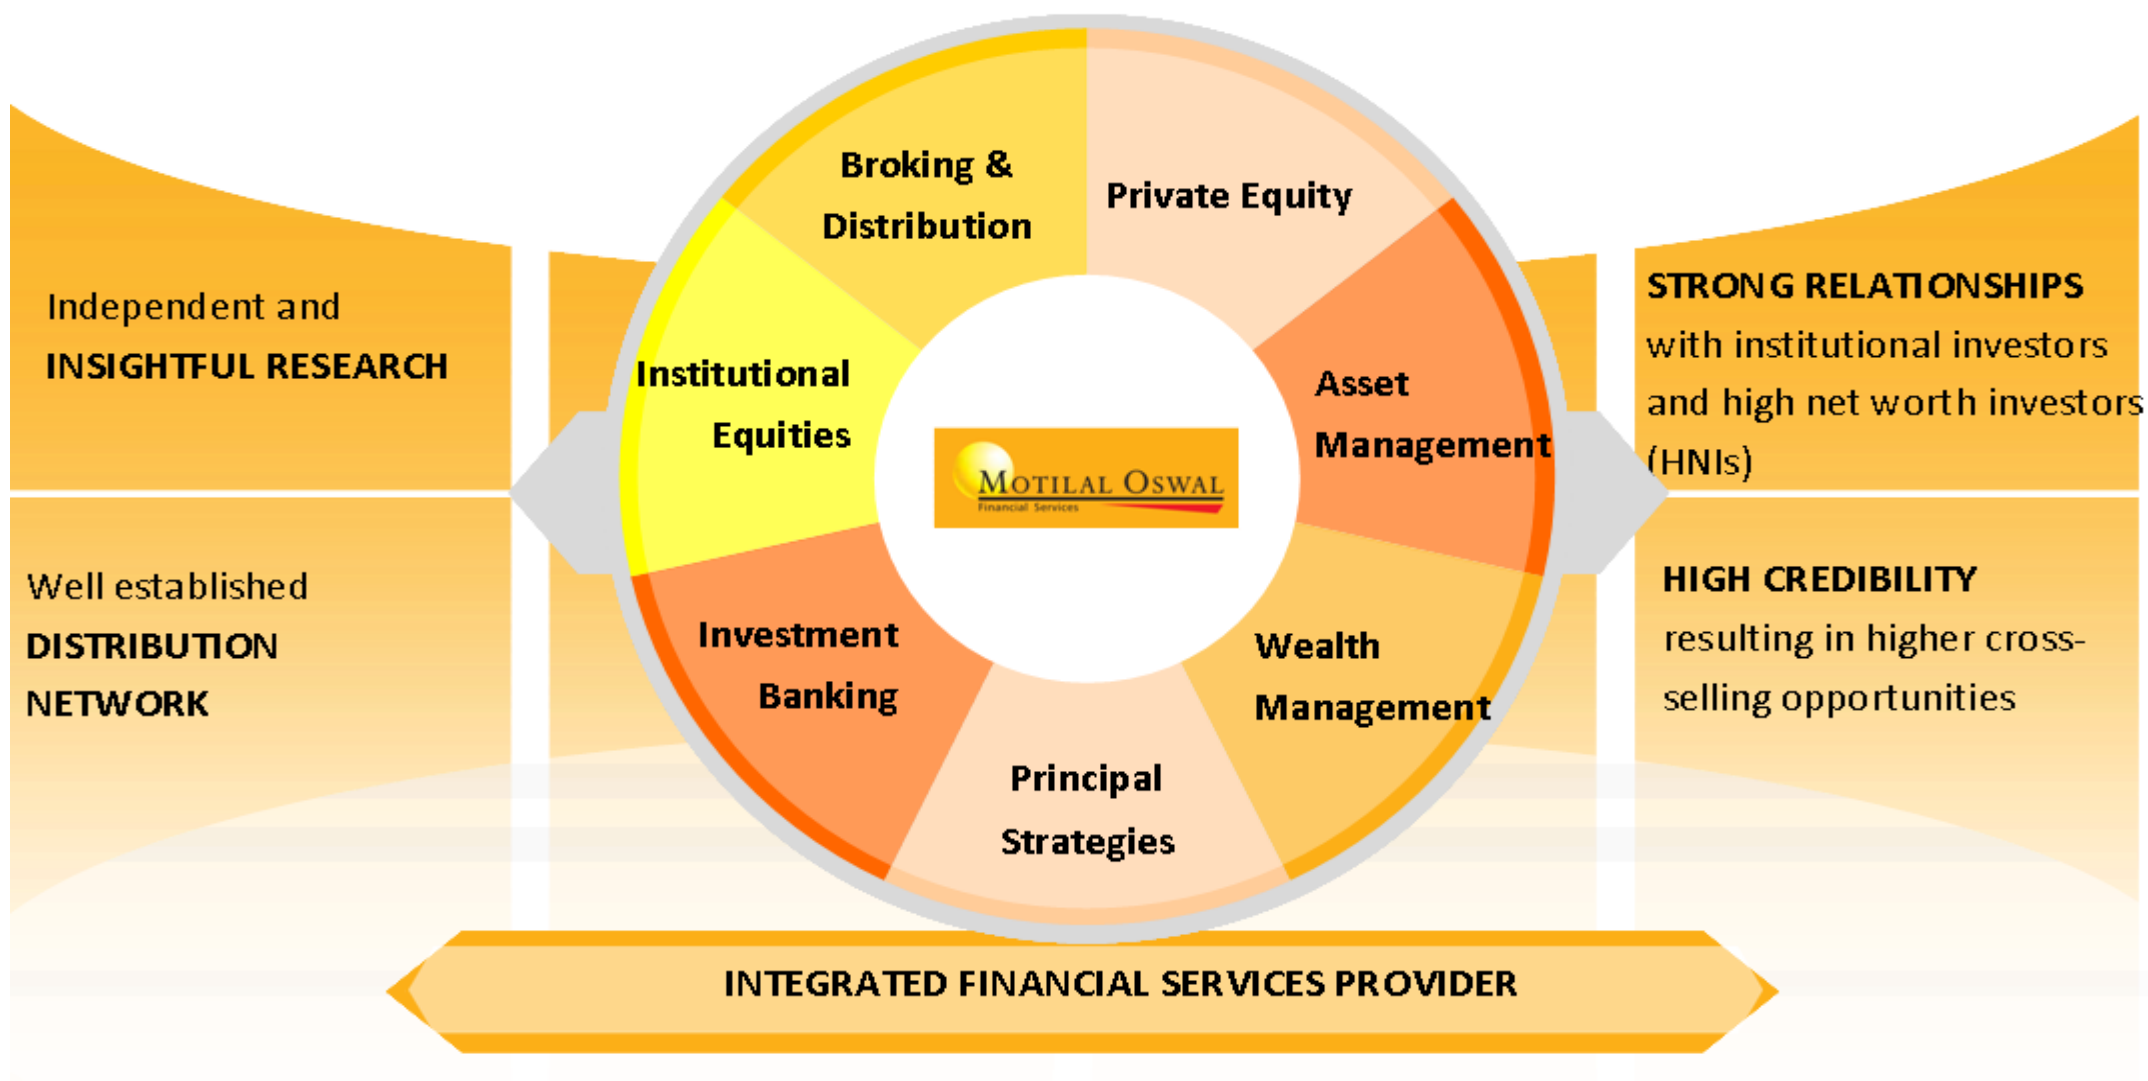 Broking &
Distribution
Private Equity
Independent and
INSIGHTFUL RESEARCH
Institutional
Equities
Asset
Management
STRONG RELATIONSHIPS
with institutional investors
and high net worth investors
(HNIs)
MOTILAL OSWAL
Financial Services
Well established
DISTRIBUTION
NETWORK
Investment
Banking
Wealth
Management
HIGH CREDIBILITY
resulting in higher cross-
selling opportunities
Principal
Strategies
INTEGRATED FINANCIAL SERVICES PROVIDER